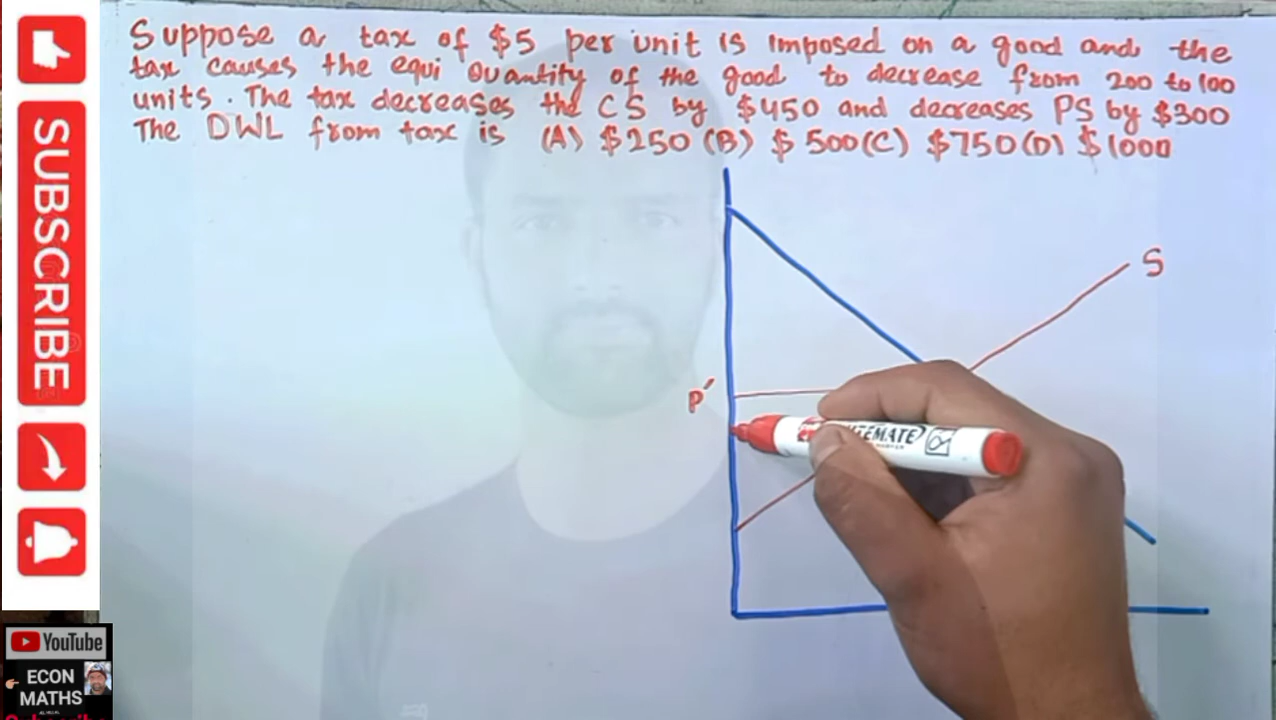 Suppose a tax of $5 per unit is imposed on a good and the
tax causes the equi Quantity of the good to decrease from 200 to 100
units. The tax decreases the CS by $450 and decreases PS by $300
The DWL from tax is (A) $250 (B) $ 500 (C) $750 (D) $1000
S
P'
SUBSCRIBE
YouTube
ECON
MATHS